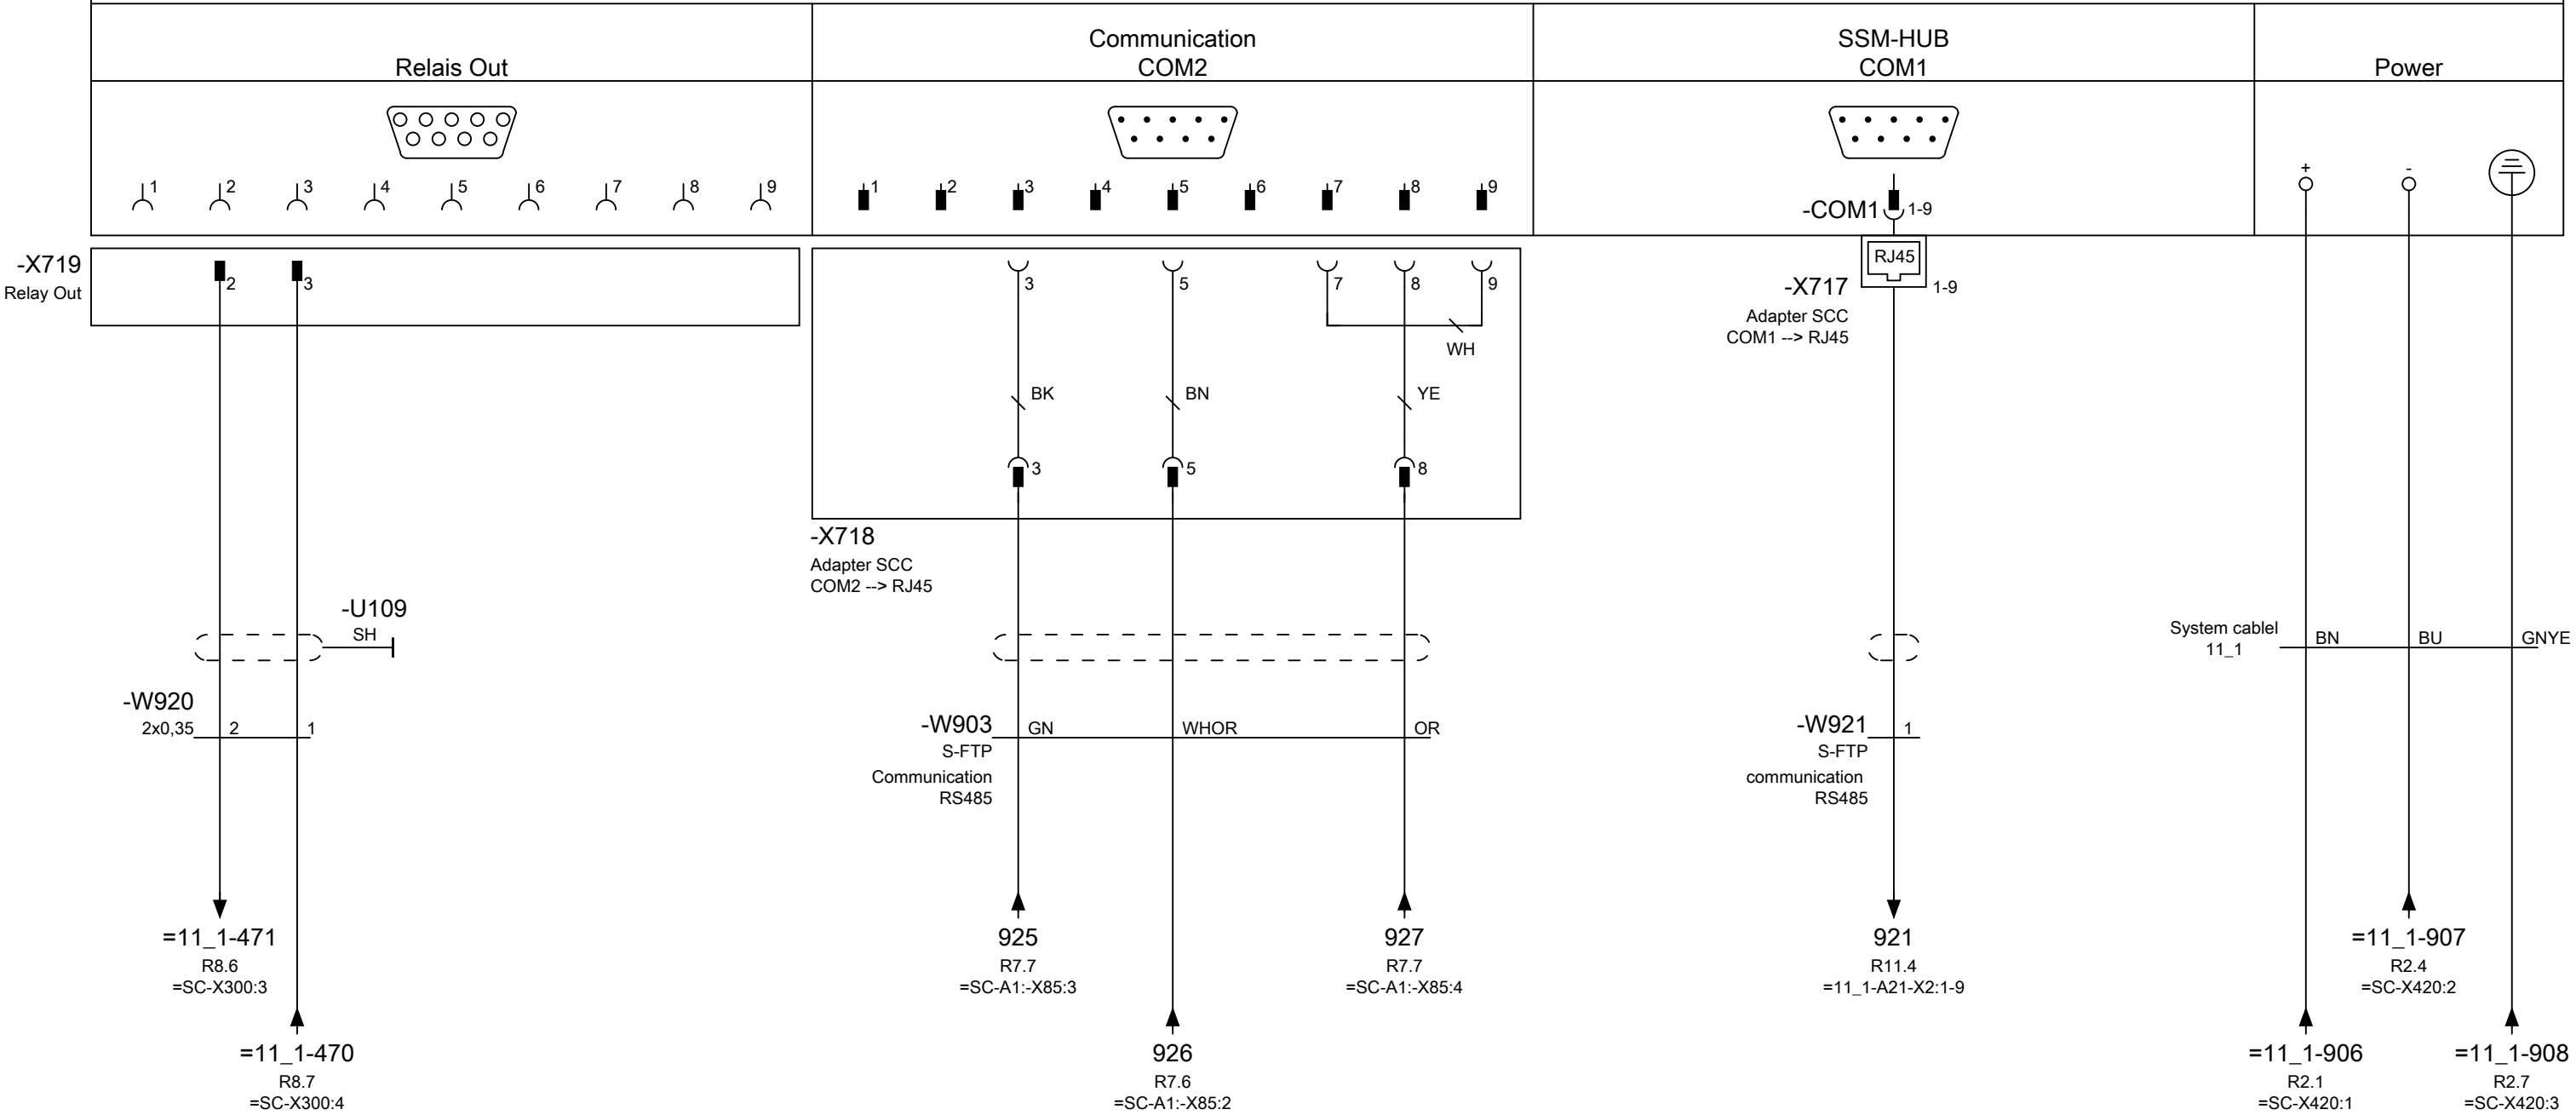 Relais Out
Communication
COM2
SSM-HUB
COM1
Power
1 2 3 4 5 6 7 8 9
1 2 3 4 5 6 7 8 9
-COM1 1-9
+ -
-X719
Relay Out
2 3
3 5 7 8 9
WH
BK BN YE
3 5 8
-X718
Adapter SCC
COM2 --> RJ45
RJ45
-X717 1-9
Adapter SCC
COM1 --> RJ45
-U109
SH
-W920
2x0,35 2 1
-W903 GN WHOR OR
S-FTP
Communication
RS485
-W921 1
S-FTP
communication
RS485
System cablel
11_1
BN BU GNYE
=11_1-471
R8.6
=SC-X300:3
=11_1-470
R8.7
=SC-X300:4
925
R7.7
=SC-A1:-X85:3
926
R7.6
=SC-A1:-X85:2
927
R7.7
=SC-A1:-X85:4
921
R11.4
=11_1-A21-X2:1-9
=11_1-906
R2.1
=SC-X420:1
=11_1-907
R2.4
=SC-X420:2
=11_1-908
R2.7
=SC-X420:3